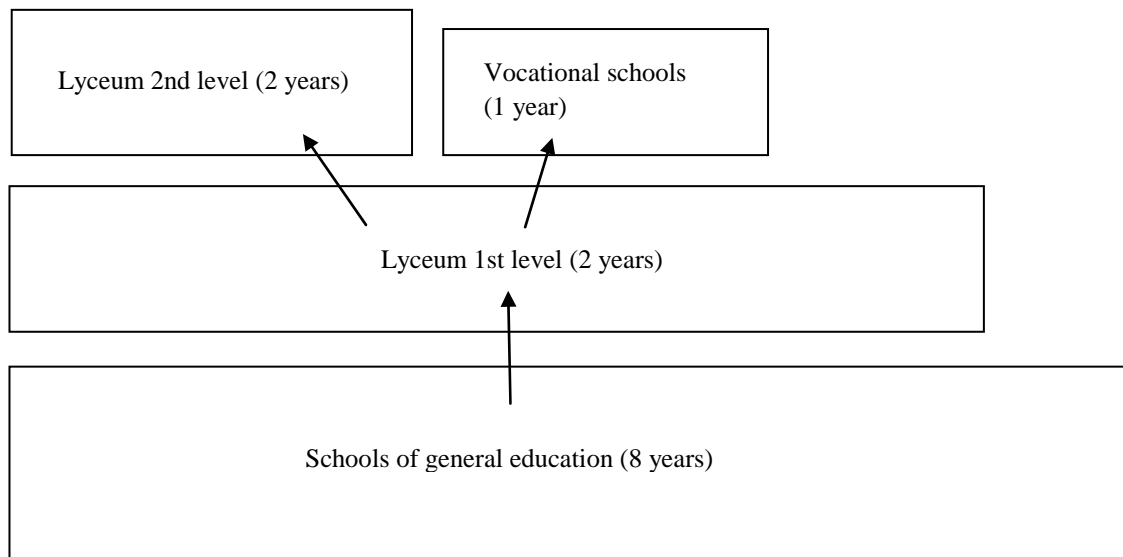 Lyceum 2nd level (2 years)
Vocational schools
(1 year)
Lyceum 1st level (2 years)
Schools of general education (8 years)